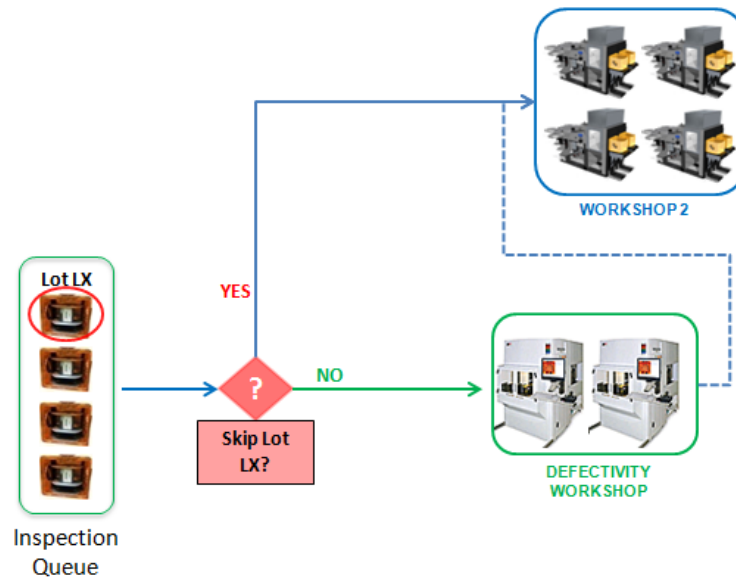 WORKSHOP 2
Lot LX
YES
?
NO
Skip Lot
LX?
DEFECTIVITY
WORKSHOP
Inspection
Queue